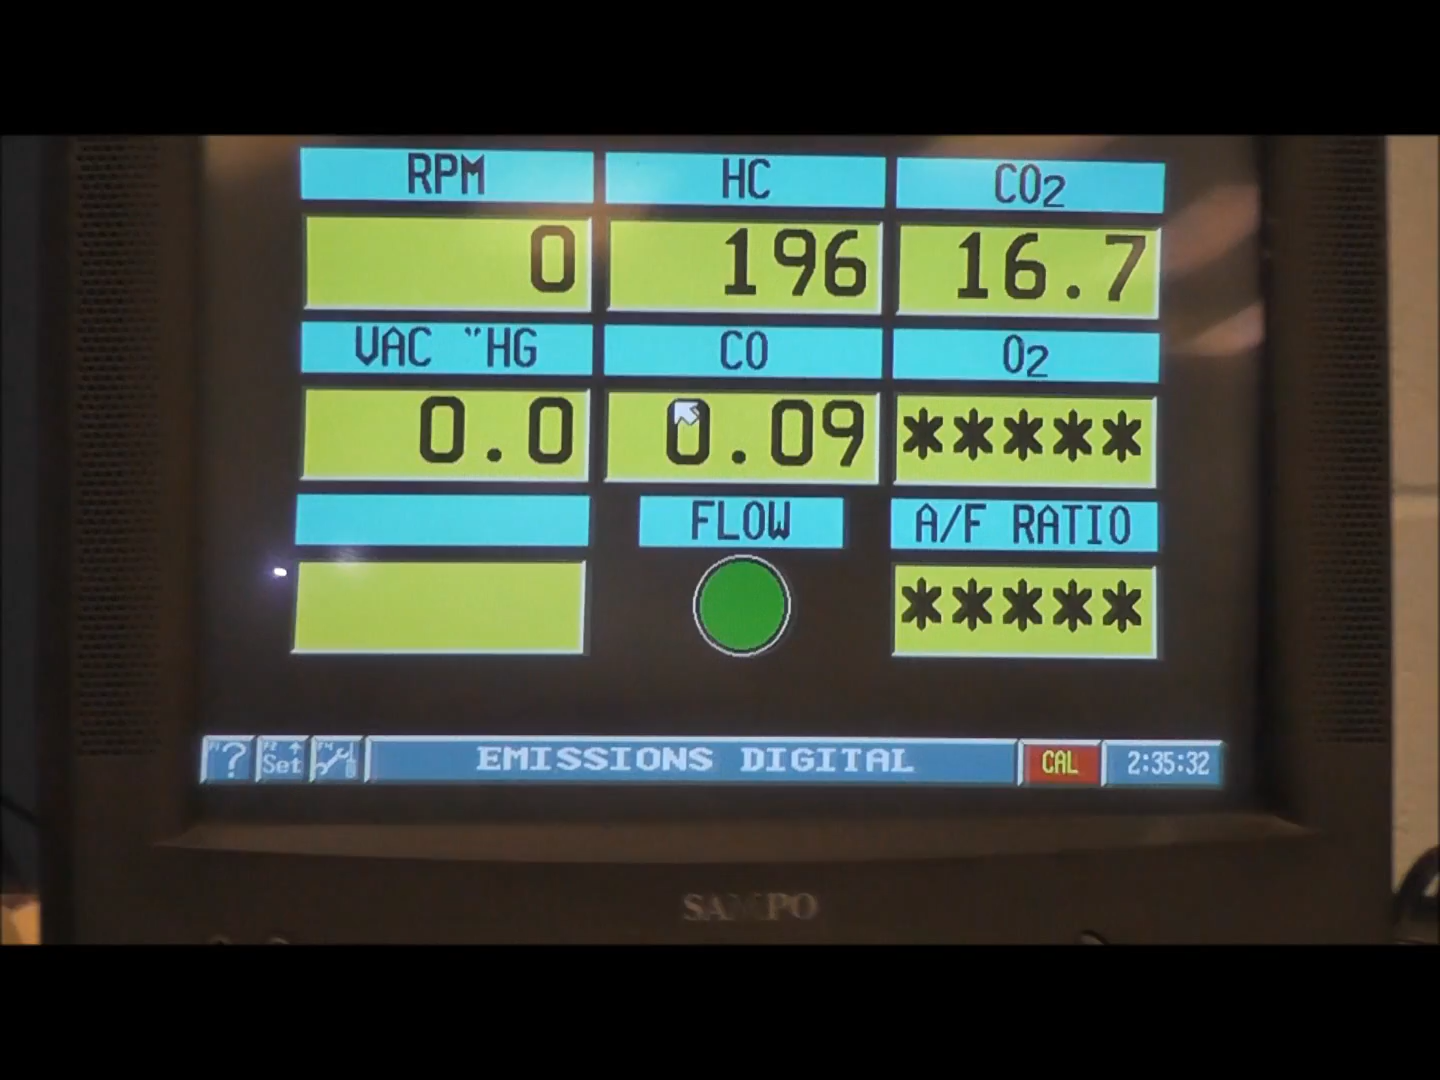 RPM HC CO2
0 196 16.7
VAC "HG CO O2
0.0 0.09 *****
FLOW A/F RATIO
*****
? Set EMISSIONS DIGITAL CAL 2:35:32
SAMPO